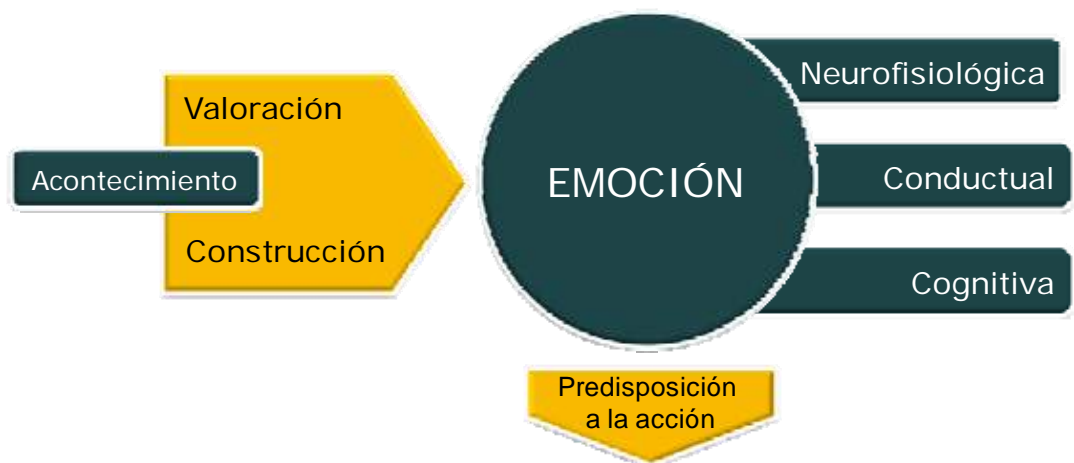 Acontecimiento
Valoración
Construcción
EMOCIÓN
Neurofisiológica
Conductual
Cognitiva
Predisposición
a la acción